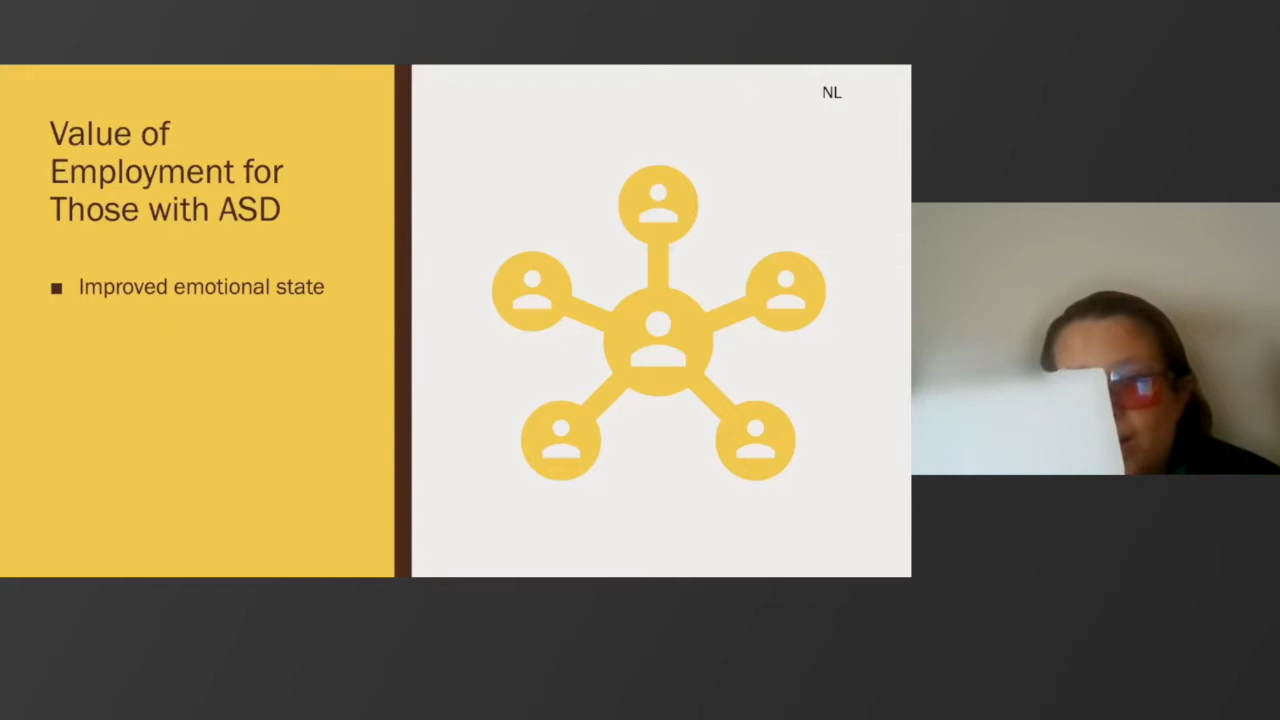 Value of
Employment for
Those with ASD
■ Improved emotional state
NL